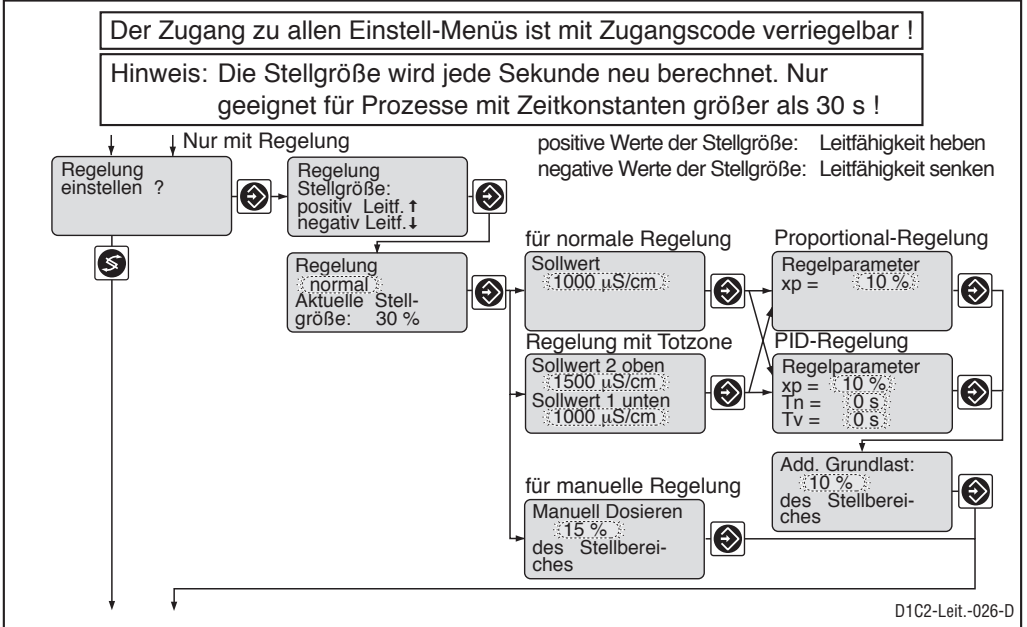 Der Zugang zu allen Einstell-Menüs ist mit Zugangscode verriegelbar !
Hinweis: Die Stellgröße wird jede Sekunde neu berechnet. Nur
geeignet für Prozesse mit Zeitkonstanten größer als 30 s !
Nur mit Regelung
positive Werte der Stellgröße: Leitfähigkeit heben
negative Werte der Stellgröße: Leitfähigkeit senken
Regelung
einstellen ?
Regelung
Stellgröße:
positiv Leitf.↑
negativ Leitf.↓
Regelung
normal
Aktuelle Stell-
größe: 30 %
für normale Regelung
Sollwert
1000 µS/cm
Proportional-Regelung
Regelparameter
xp = 10 %
Regelung mit Totzone
Sollwert 2 oben
1500 µS/cm
Sollwert 1 unten
1000 µS/cm
PID-Regelung
Regelparameter
xp = 10 %
Tn = 0 s
Tv = 0 s
Add. Grundlast:
10 %
des Stellberei-
ches
für manuelle Regelung
Manuell Dosieren
15 %
des Stellberei-
ches
D1C2-Leit.-026-D